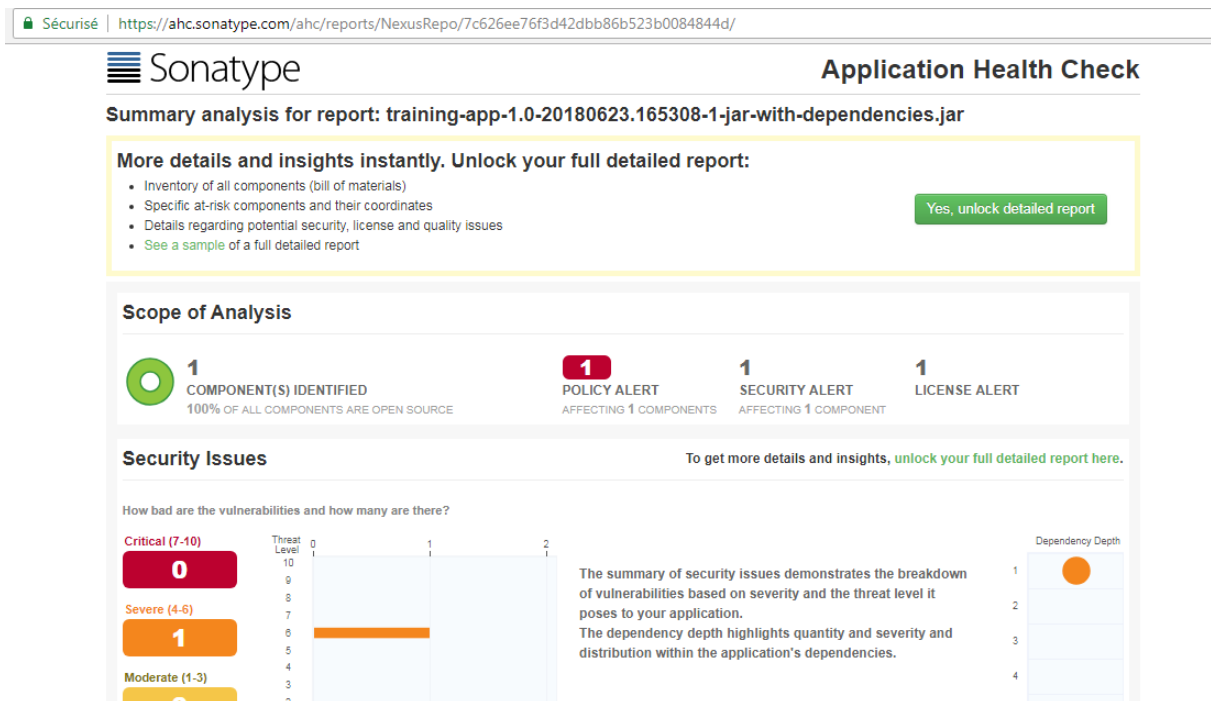 Sécurisé | https://ahc.sonatype.com/ahc/reports/NexusRepo/7c626ee76f3d42dbb86b523b0084844d/
Sonatype
Application Health Check
Summary analysis for report: training-app-1.0-20180623.165308-1-jar-with-dependencies.jar
More details and insights instantly. Unlock your full detailed report:
• Inventory of all components (bill of materials)
• Specific at-risk components and their coordinates
• Details regarding potential security, license and quality issues
• See a sample of a full detailed report
Yes, unlock detailed report
Scope of Analysis
1
COMPONENT(S) IDENTIFIED
100% OF ALL COMPONENTS ARE OPEN SOURCE
1
POLICY ALERT
AFFECTING 1 COMPONENTS
1
SECURITY ALERT
AFFECTING 1 COMPONENT
1
LICENSE ALERT
Security Issues
To get more details and insights, unlock your full detailed report here.
How bad are the vulnerabilities and how many are there?
Critical (7-10)
0
Severe (4-6)
1
Moderate (1-3)
Threat
Level
0 1 2
10
9
8
7
6
5
4
3
The summary of security issues demonstrates the breakdown
of vulnerabilities based on severity and the threat level it
poses to your application.
The dependency depth highlights quantity and severity and
distribution within the application's dependencies.
Dependency Depth
1
2
3
4